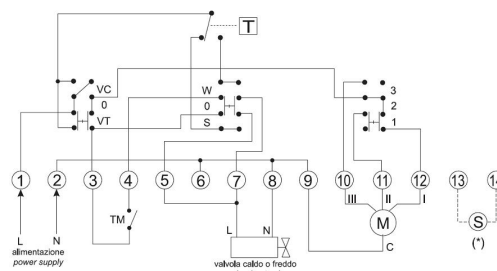 T
VC
0
VT
W
0
S
3
2
1
1 2 3 4 5 6 7 8 9 10 11 12 13 14
III II I
TM
L N
L N
M
S
alimentazione
power supply
C
(*)
valvola caldo o freddo